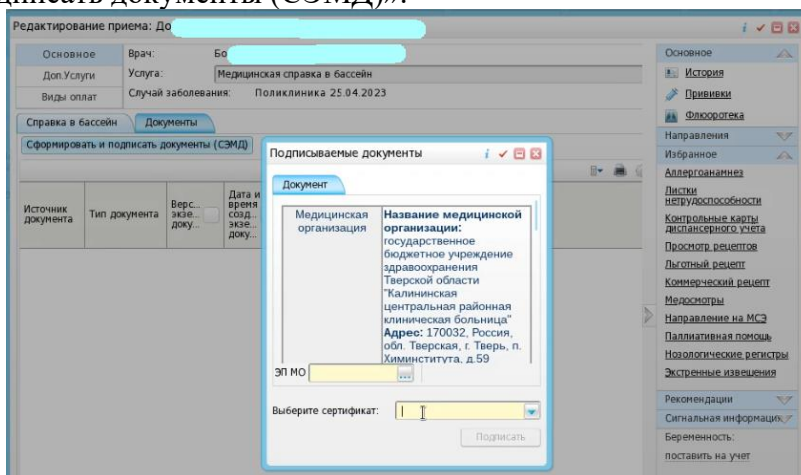 дписать документы (СЭМД)».
Редактирование приема: До
Основное
Доп.Услуги
Виды оплат
Врач:
Бо
Услуга:
Медицинская справка в бассейн
Случай заболевания:
Поликлиника 25.04.2023
Справка в бассейн
Документы
Сформировать и подписать документы (СЭМД)
Источник документа
Тип документа
Верс... экзе... доку...
Дата и время созд... экзе... доку...
Подписываемые документы
Документ
Медицинская
организация
Название медицинской
организации:
государственное
бюджетное учреждение
здравоохранения
Тверской области
"Калининская
центральная районная
клиническая больница"
Адрес: 170032, Россия,
обл. Тверская, г. Тверь, п.
Химинститута, д.59
ЭП МО
...
Выберите сертификат:
Подписать
Основное
История
Прививки
Флюоротека
Направления
Избранное
Аллергоанамнез
Листки
нетрудоспособности
Контрольные карты
диспансерного учета
Просмотр рецептов
Льготный рецепт
Коммерческий рецепт
Медосмотры
Направление на МСЭ
Паллиативная помощь
Нозологические регистры
Экстренные извещения
Рекомендации
Сигнальная информация
Беременность:
поставить на учет